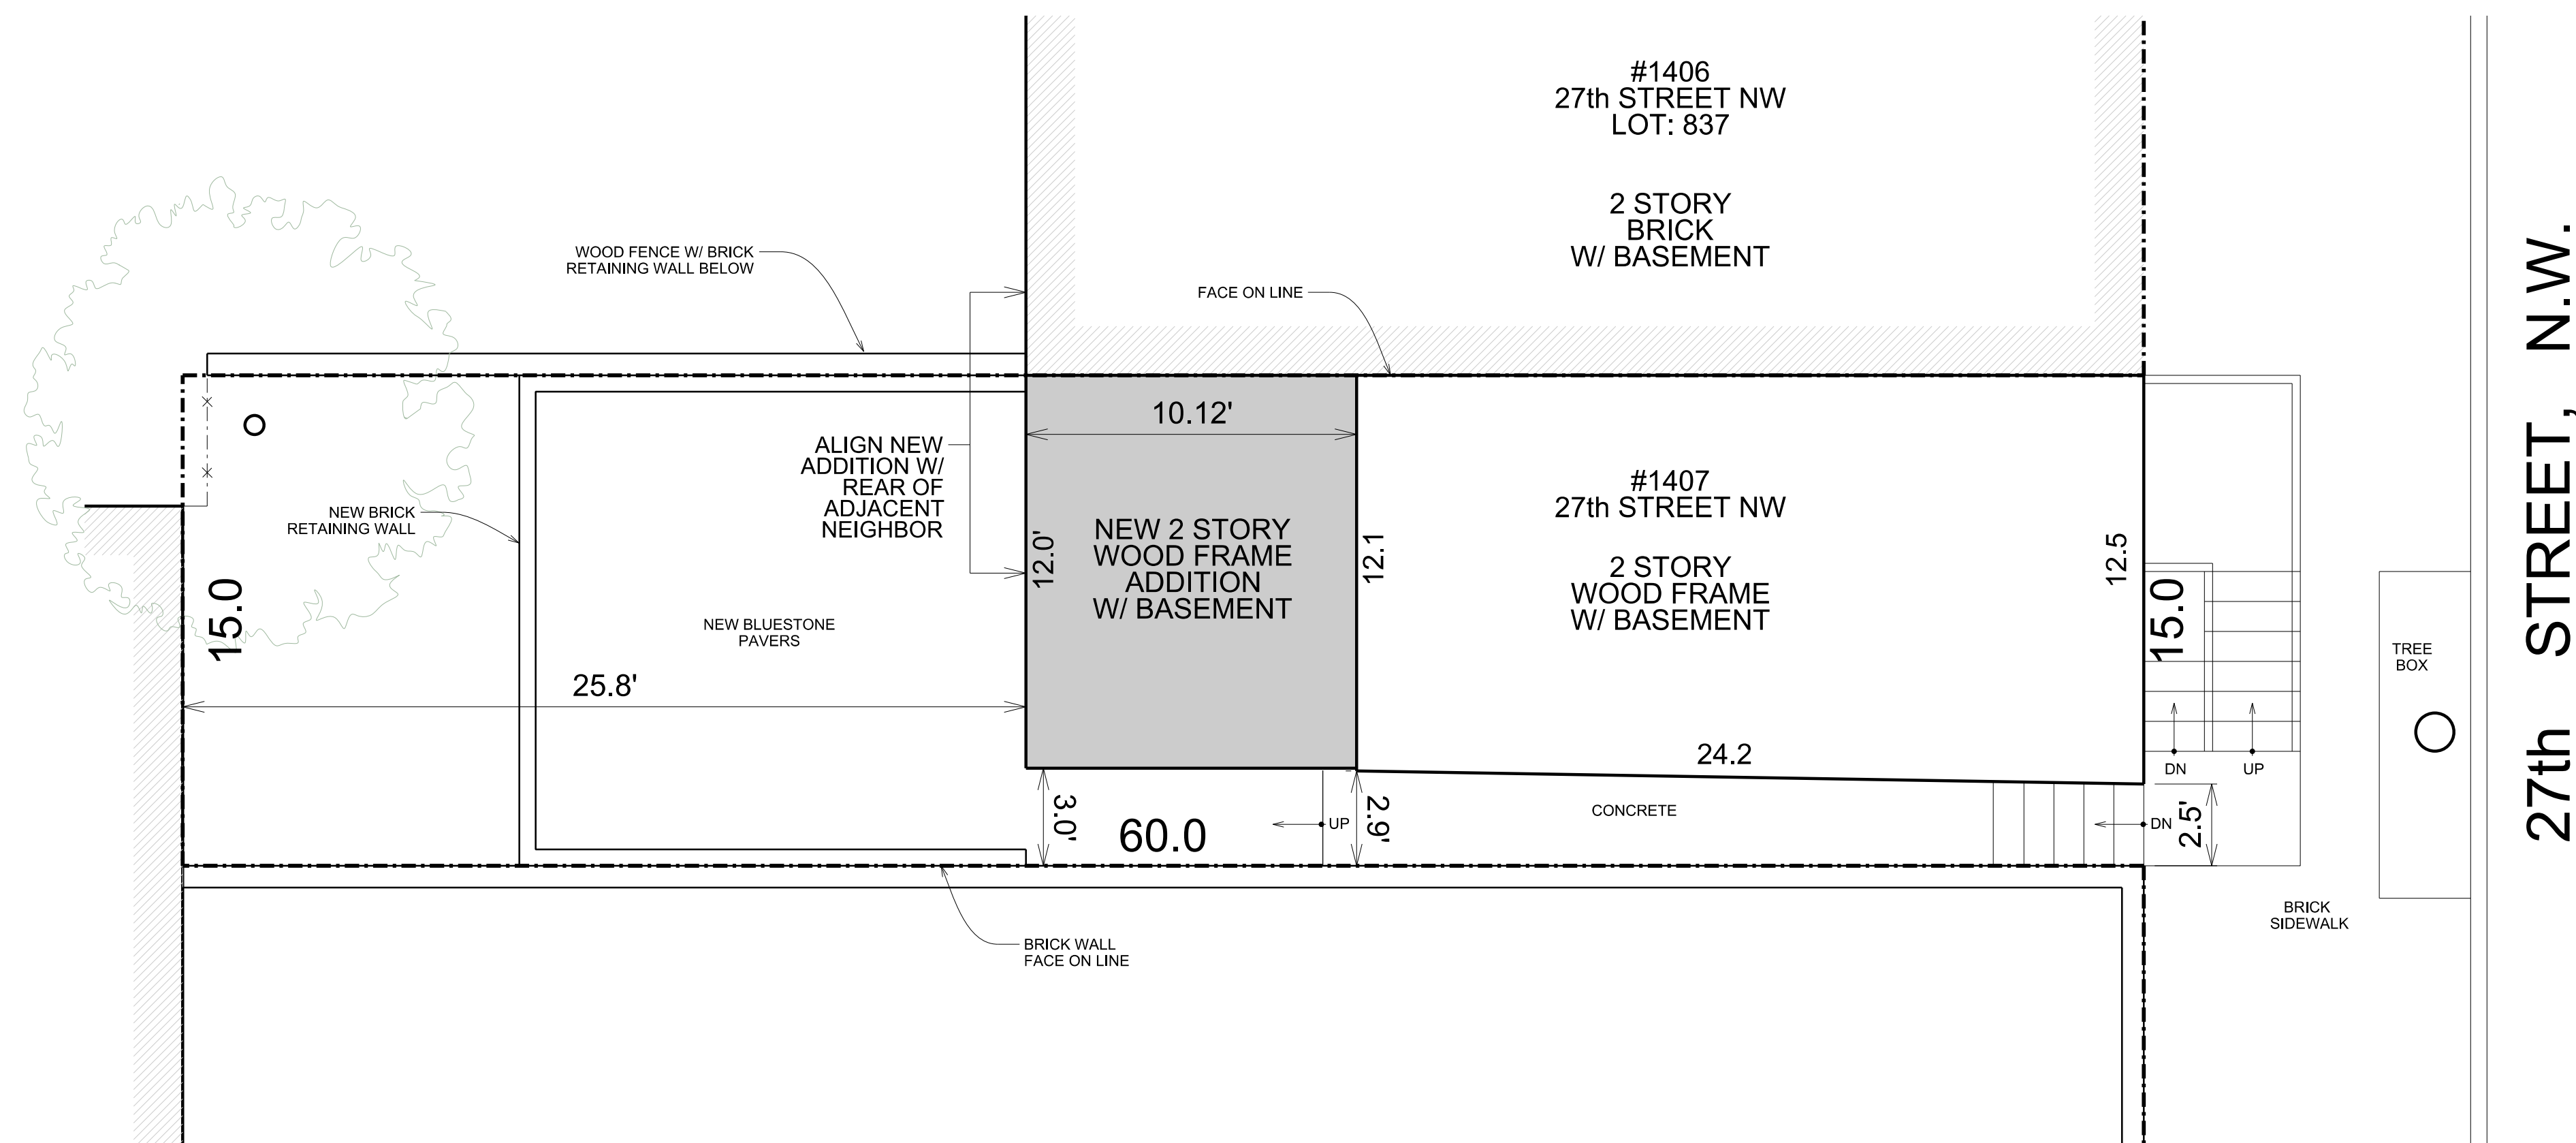 #1406
27th STREET NW
LOT: 837
2 STORY
BRICK
W/ BASEMENT
WOOD FENCE W/ BRICK
RETAINING WALL BELOW
FACE ON LINE
10.12'
ALIGN NEW
ADDITION W/
REAR OF
ADJACENT
NEIGHBOR
#1407
27th STREET NW
NEW BRICK
RETAINING WALL
NEW 2 STORY
WOOD FRAME
ADDITION
W/ BASEMENT
12.0'
12.1
12.5
2 STORY
WOOD FRAME
W/ BASEMENT
15.0
15.0
NEW BLUESTONE
PAVERS
25.8'
24.2
TREE
BOX
DN
UP
3.0'
60.0
UP
2.9'
CONCRETE
DN
2.5'
BRICK
SIDEWALK
BRICK WALL
FACE ON LINE
27th STREET, N.W.